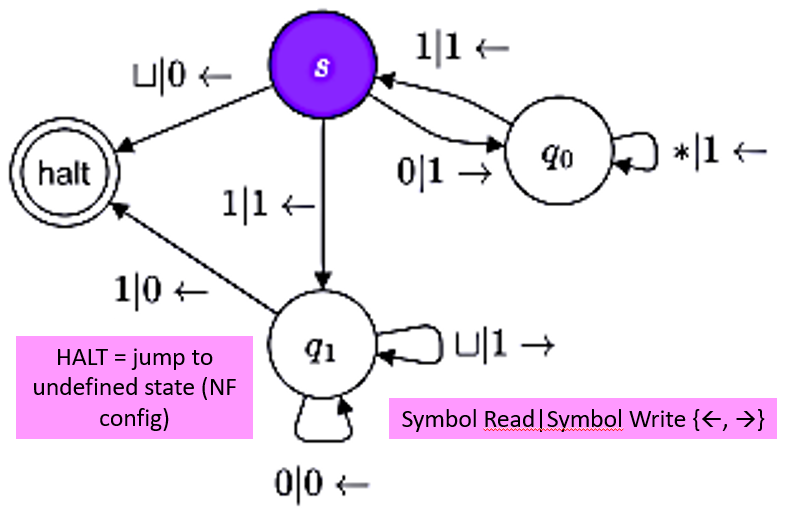 1|1 ←
s
⊔|0 ←
halt
q₀
*|1 ←
0|1 →
1|1 ←
1|0 ←
q₁
⊔|1 →
HALT = jump to
undefined state (NF
config)
Symbol Read|Symbol Write {←, →}
0|0 ←